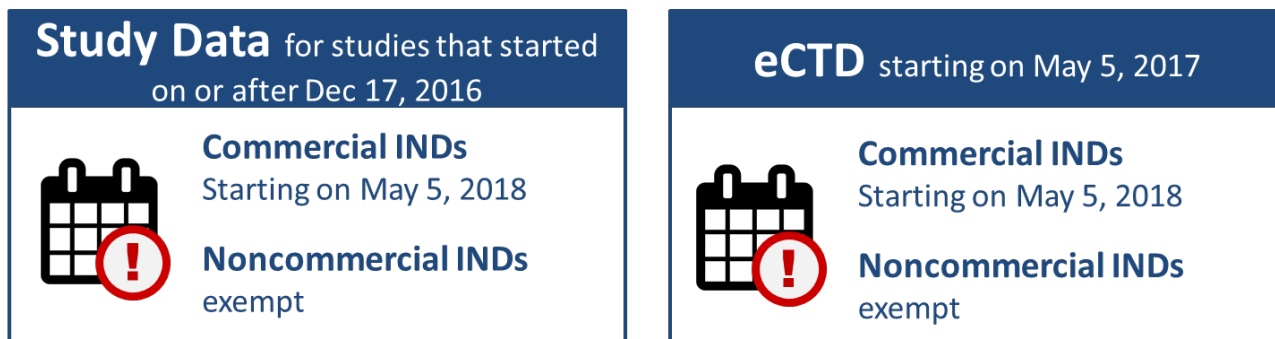 Study Data for studies that started
on or after Dec 17, 2016
Commercial INDs
Starting on May 5, 2018
!
Noncommercial INDs
exempt
eCTD starting on May 5, 2017
Commercial INDs
Starting on May 5, 2018
!
Noncommercial INDs
exempt